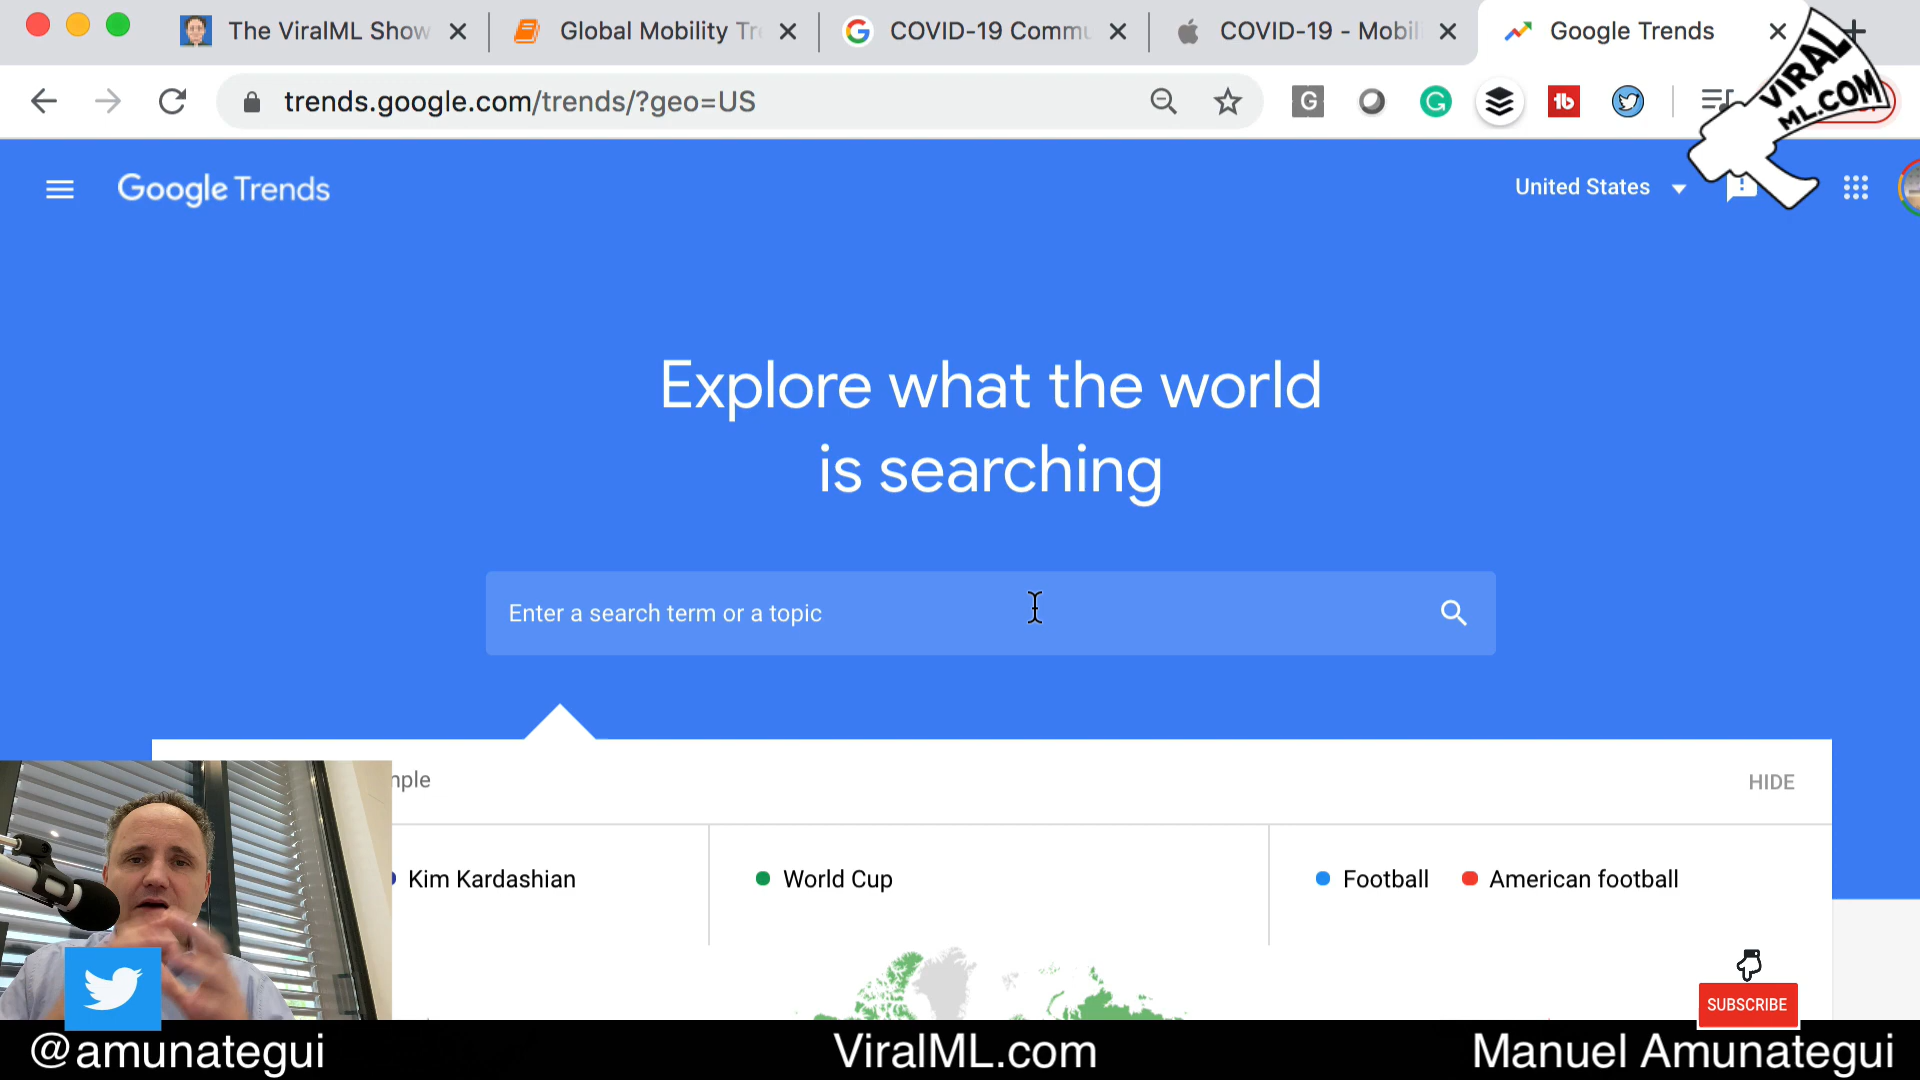 The ViralML Show
Global Mobility Tr
COVID-19 Commu
COVID-19 - Mobil
Google Trends
VIRAL
ML.COM
trends.google.com/trends/?geo=US
G
G
tb
Google Trends
United States
Explore what the world
is searching
Enter a search term or a topic
mple
HIDE
Kim Kardashian
World Cup
Football
American football
SUBSCRIBE
@amunategui
ViralML.com
Manuel Amunategui